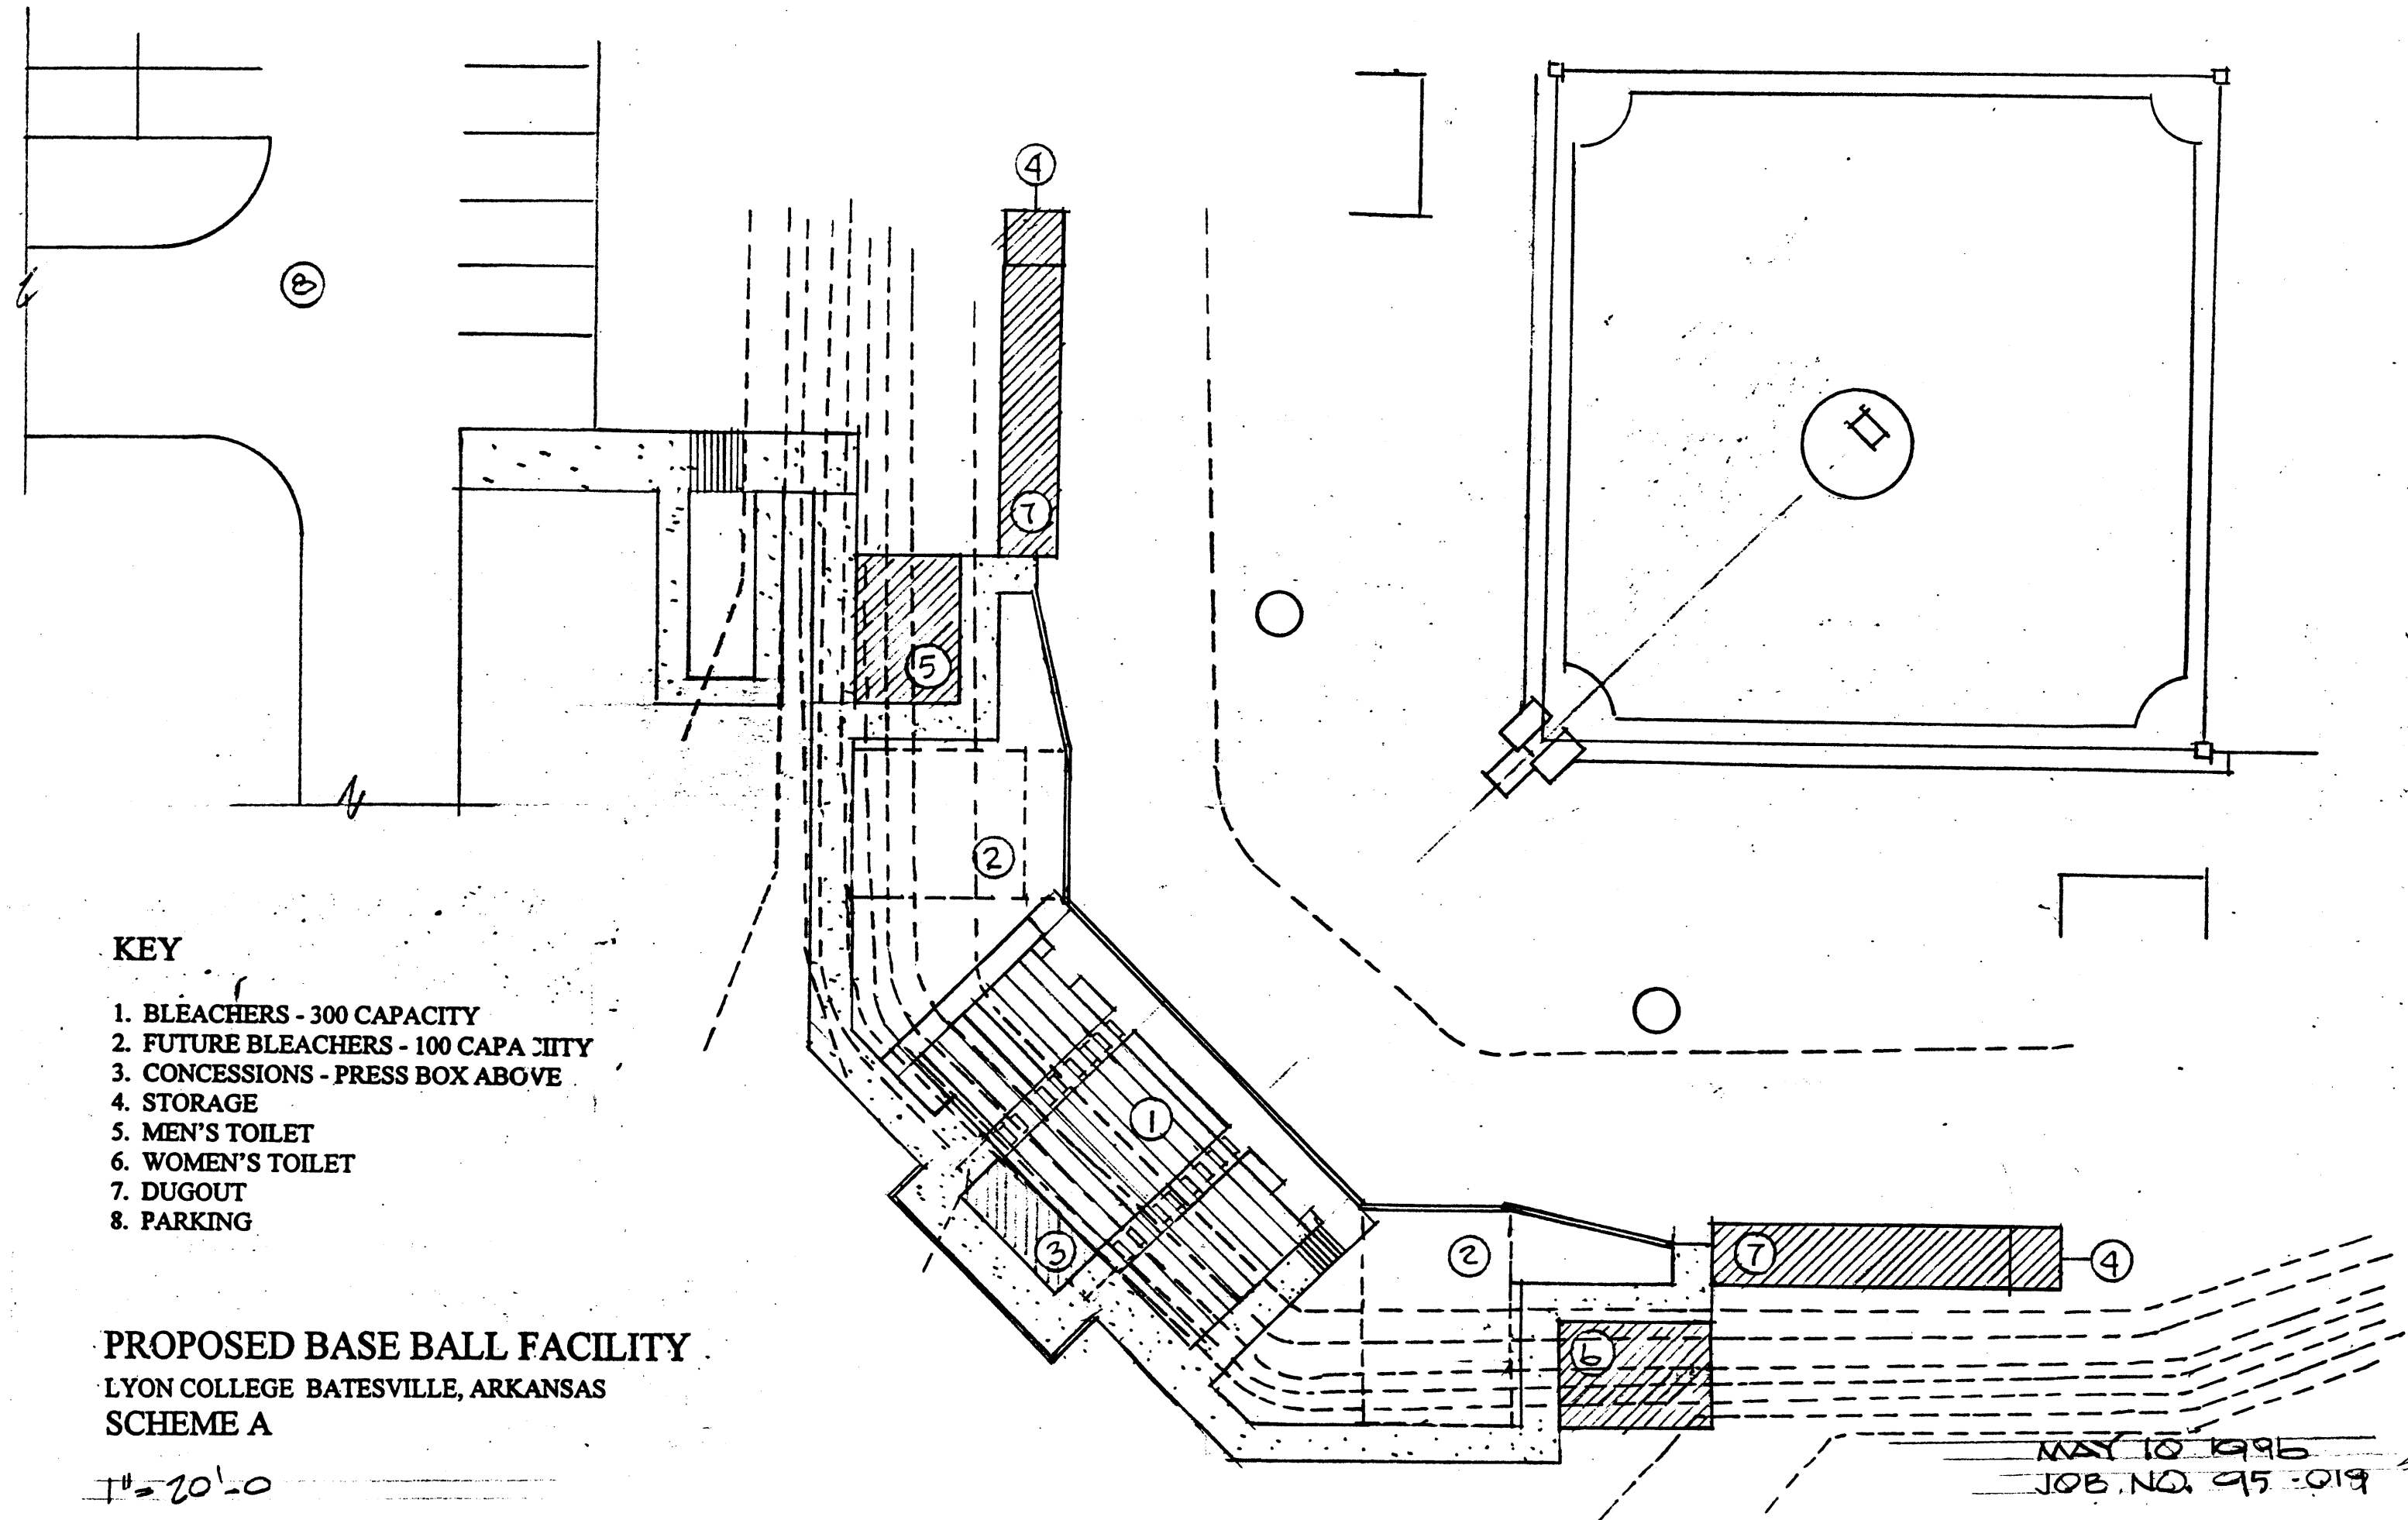 4
8
7
5
2
KEY
1. BLEACHERS - 300 CAPACITY
2. FUTURE BLEACHERS - 100 CAPACITY
3. CONCESSIONS - PRESS BOX ABOVE
4. STORAGE
5. MEN'S TOILET
6. WOMEN'S TOILET
7. DUGOUT
8. PARKING
1
3
2
7
4
6
PROPOSED BASE BALL FACILITY
LYON COLLEGE BATESVILLE, ARKANSAS
SCHEME A
1" = 20'-0
MAY 10 1996
JOB. NO. 95-019